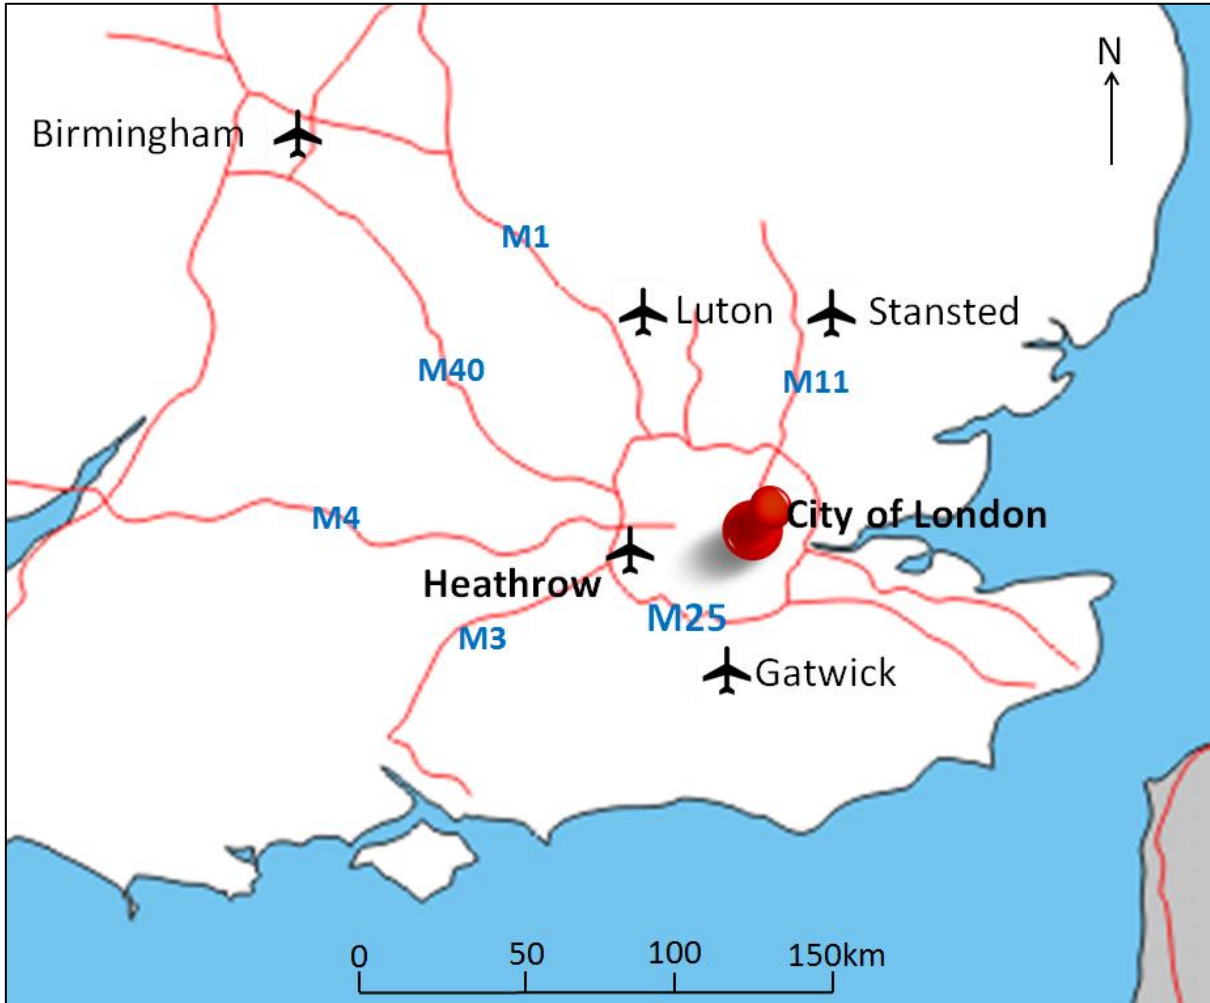 N
Birmingham
M1
Luton
Stansted
M40
M11
M4
City of London
Heathrow
M25
M3
Gatwick
0 50 100 150km